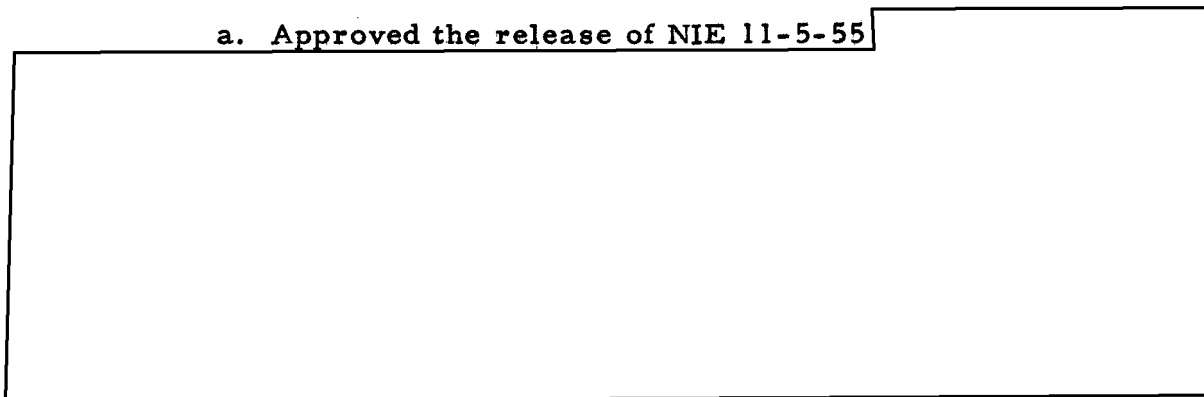 a. Approved the release of NIE 11-5-55